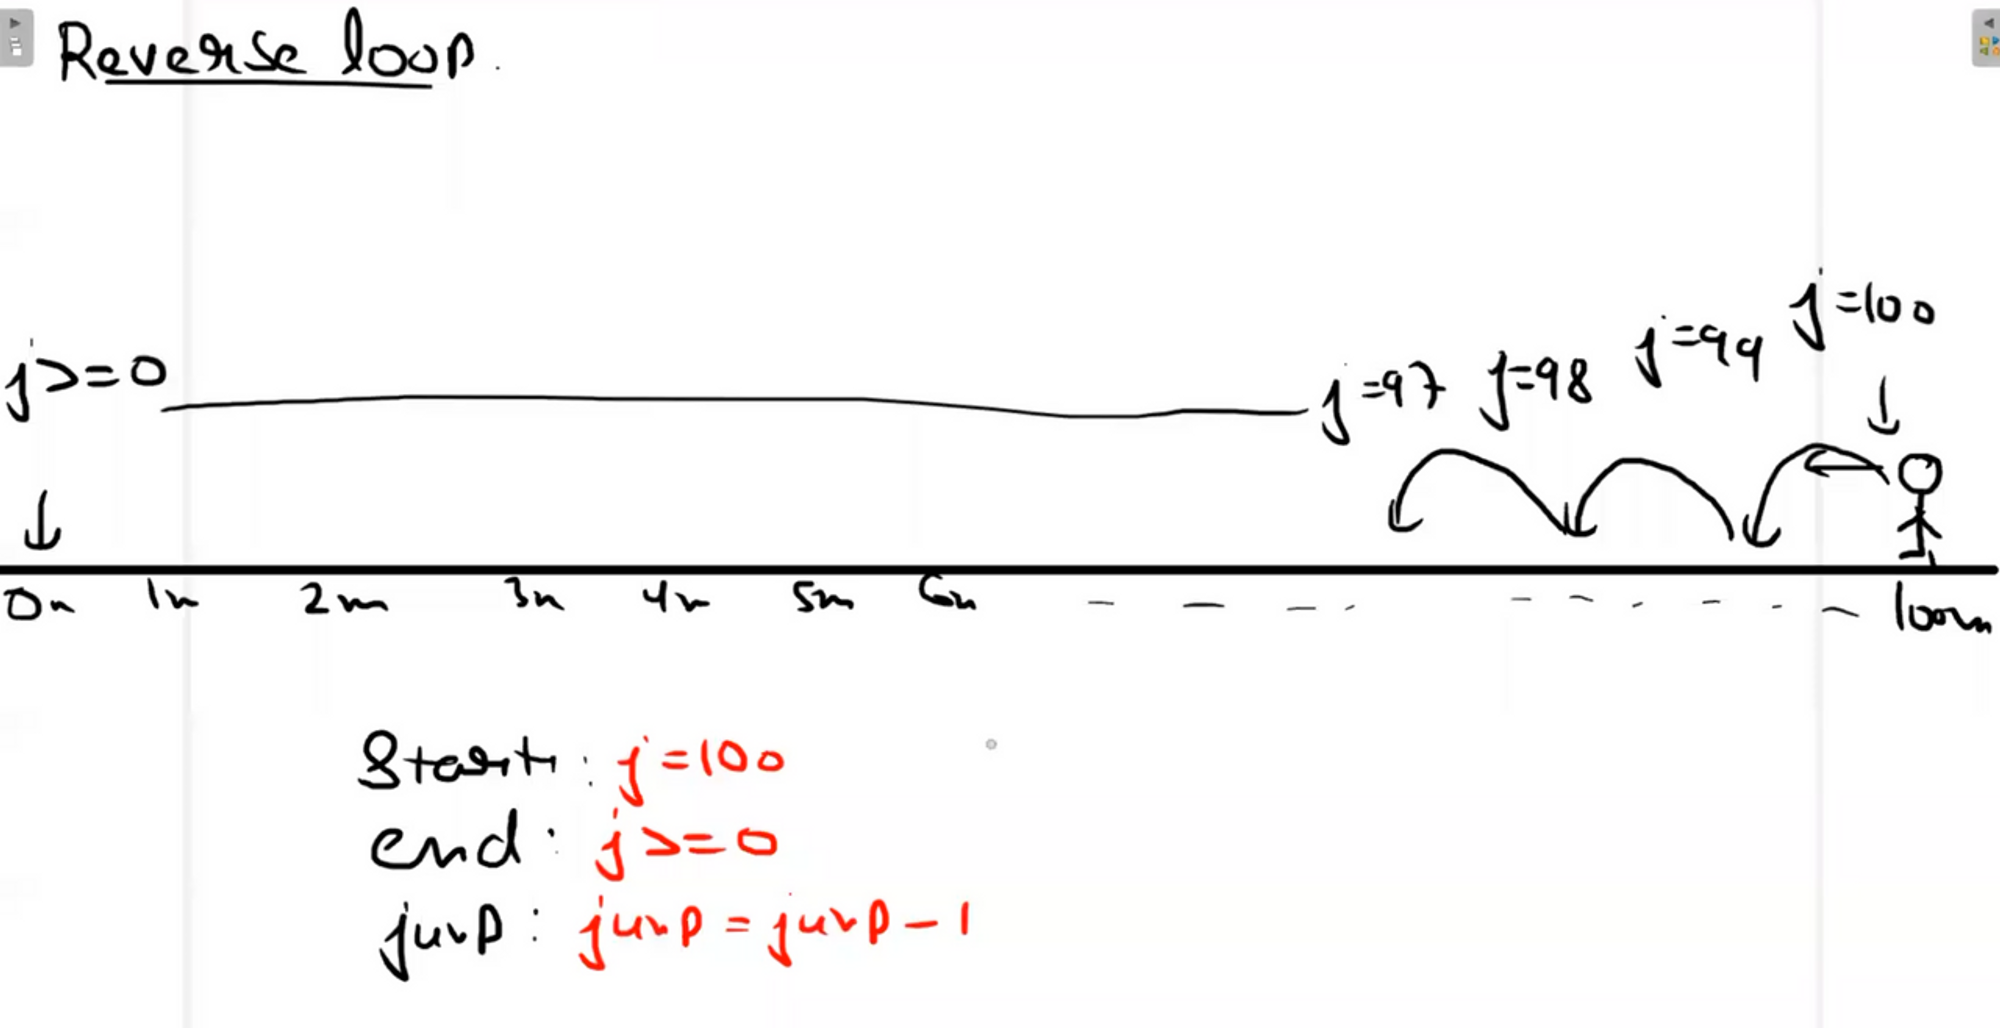 Reverse loop.
j=100
j=99
j>=0 j=97 j=98
0m 1m 2m 3m 4m 5m 6m 100m
Start: j=100
end: j>=0
jump: jump = jump - 1